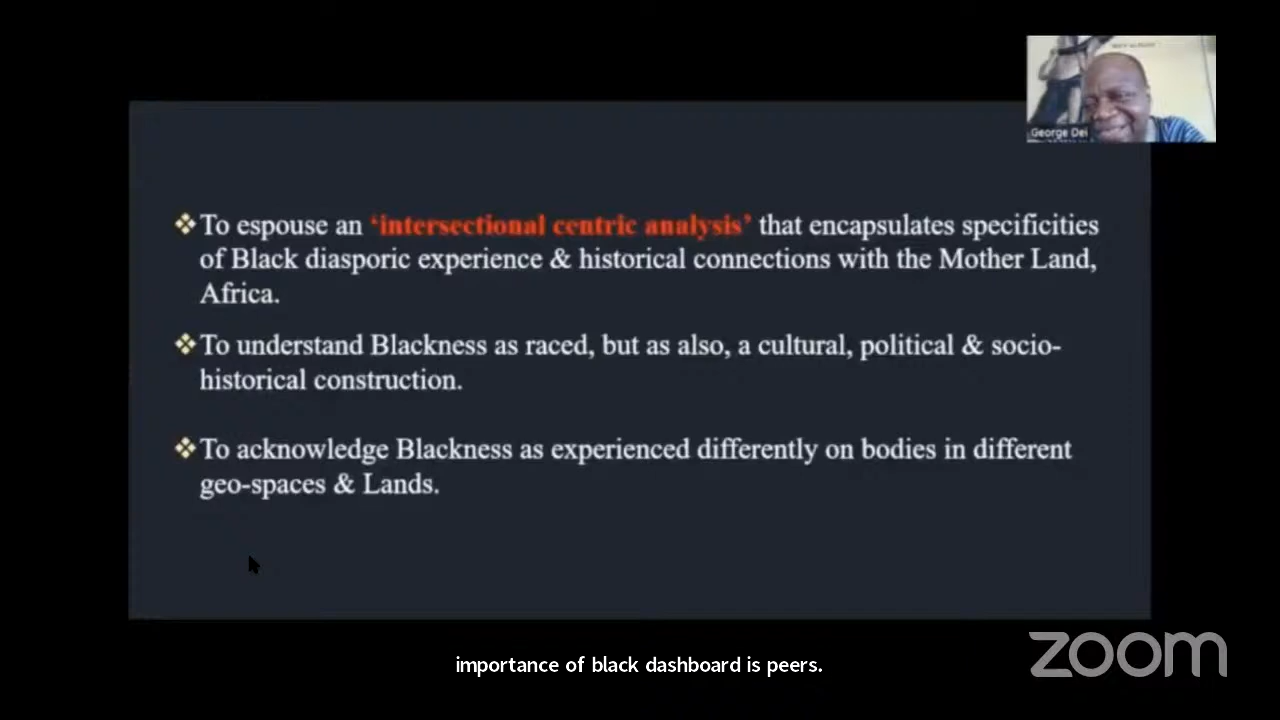 George Dei
❖To espouse an ‘intersectional centric analysis’ that encapsulates specificities
of Black diasporic experience & historical connections with the Mother Land,
Africa.
❖To understand Blackness as raced, but as also, a cultural, political & socio-
historical construction.
❖To acknowledge Blackness as experienced differently on bodies in different
geo-spaces & Lands.
importance of black dashboard is peers.
zoom